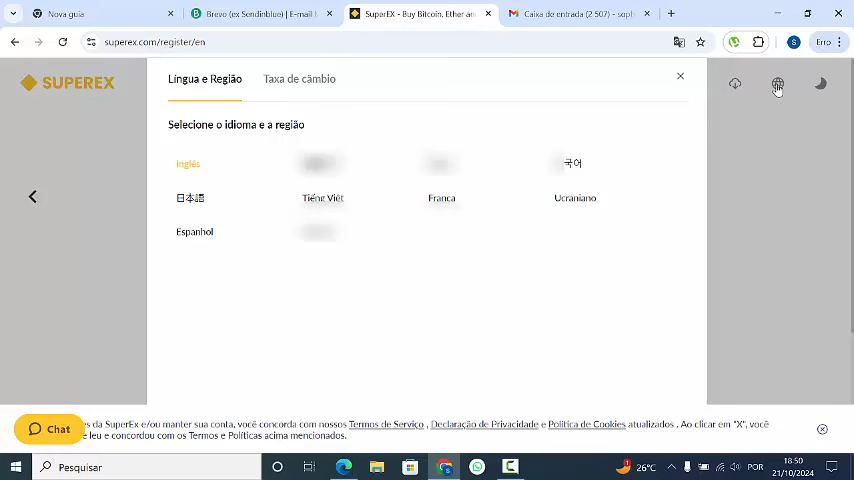 Nova guia
Brevo (ex Sendinblue) | E-mail
SuperEX - Buy Bitcoin, Ether an
Caixa de entrada (2 507) - sop
superex.com/register/en
S
Erro
SUPEREX
Língua e Região
Taxa de câmbio
Selecione o idioma e a região
Inglês
국어
日本語
Tiếng Việt
Franca
Ucraniano
Espanhol
es da SuperEx e/ou manter sua conta, você concorda com nossos Termos de Serviço , Declaração de Privacidade e Política de Cookies atualizados . Ao clicar em "X", você
e leu e concordou com os Termos e Políticas acima mencionados.
Chat
Pesquisar
26°C
POR
18:50
21/10/2024